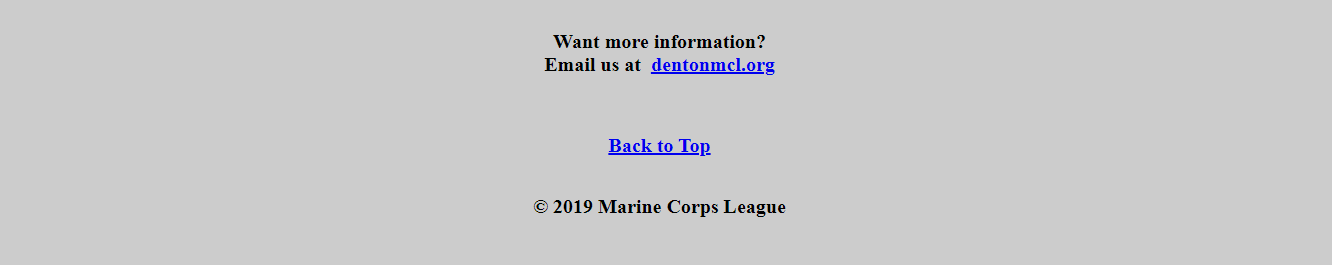 Want more information?
Email us at dentonmcl.org
Back to Top
© 2019 Marine Corps League